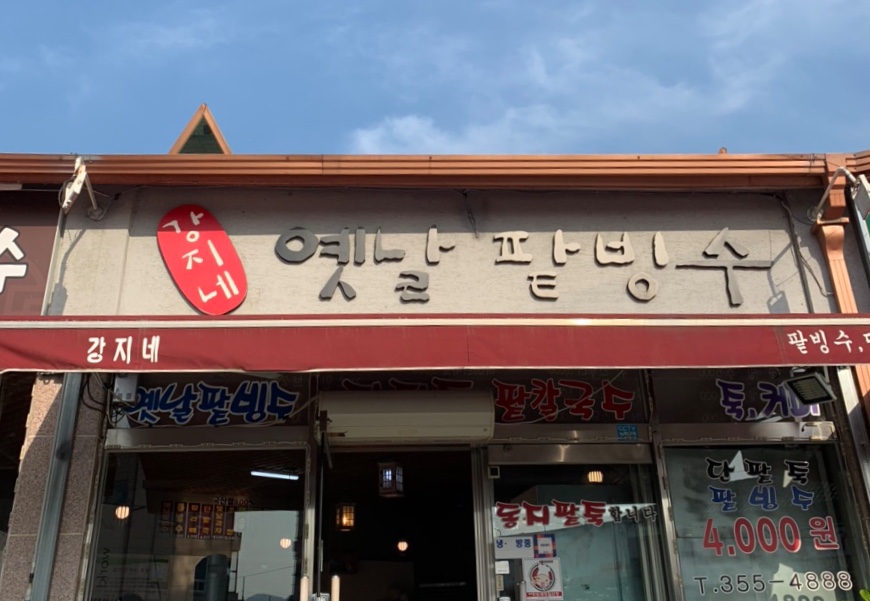 강지네
옛날 팥빙수
수
강지네
팥빙수,
옛날팥빙수
팥칼국수
단팥묵
팥빙수
4,000원
동지팥죽합니다
T.355-4888